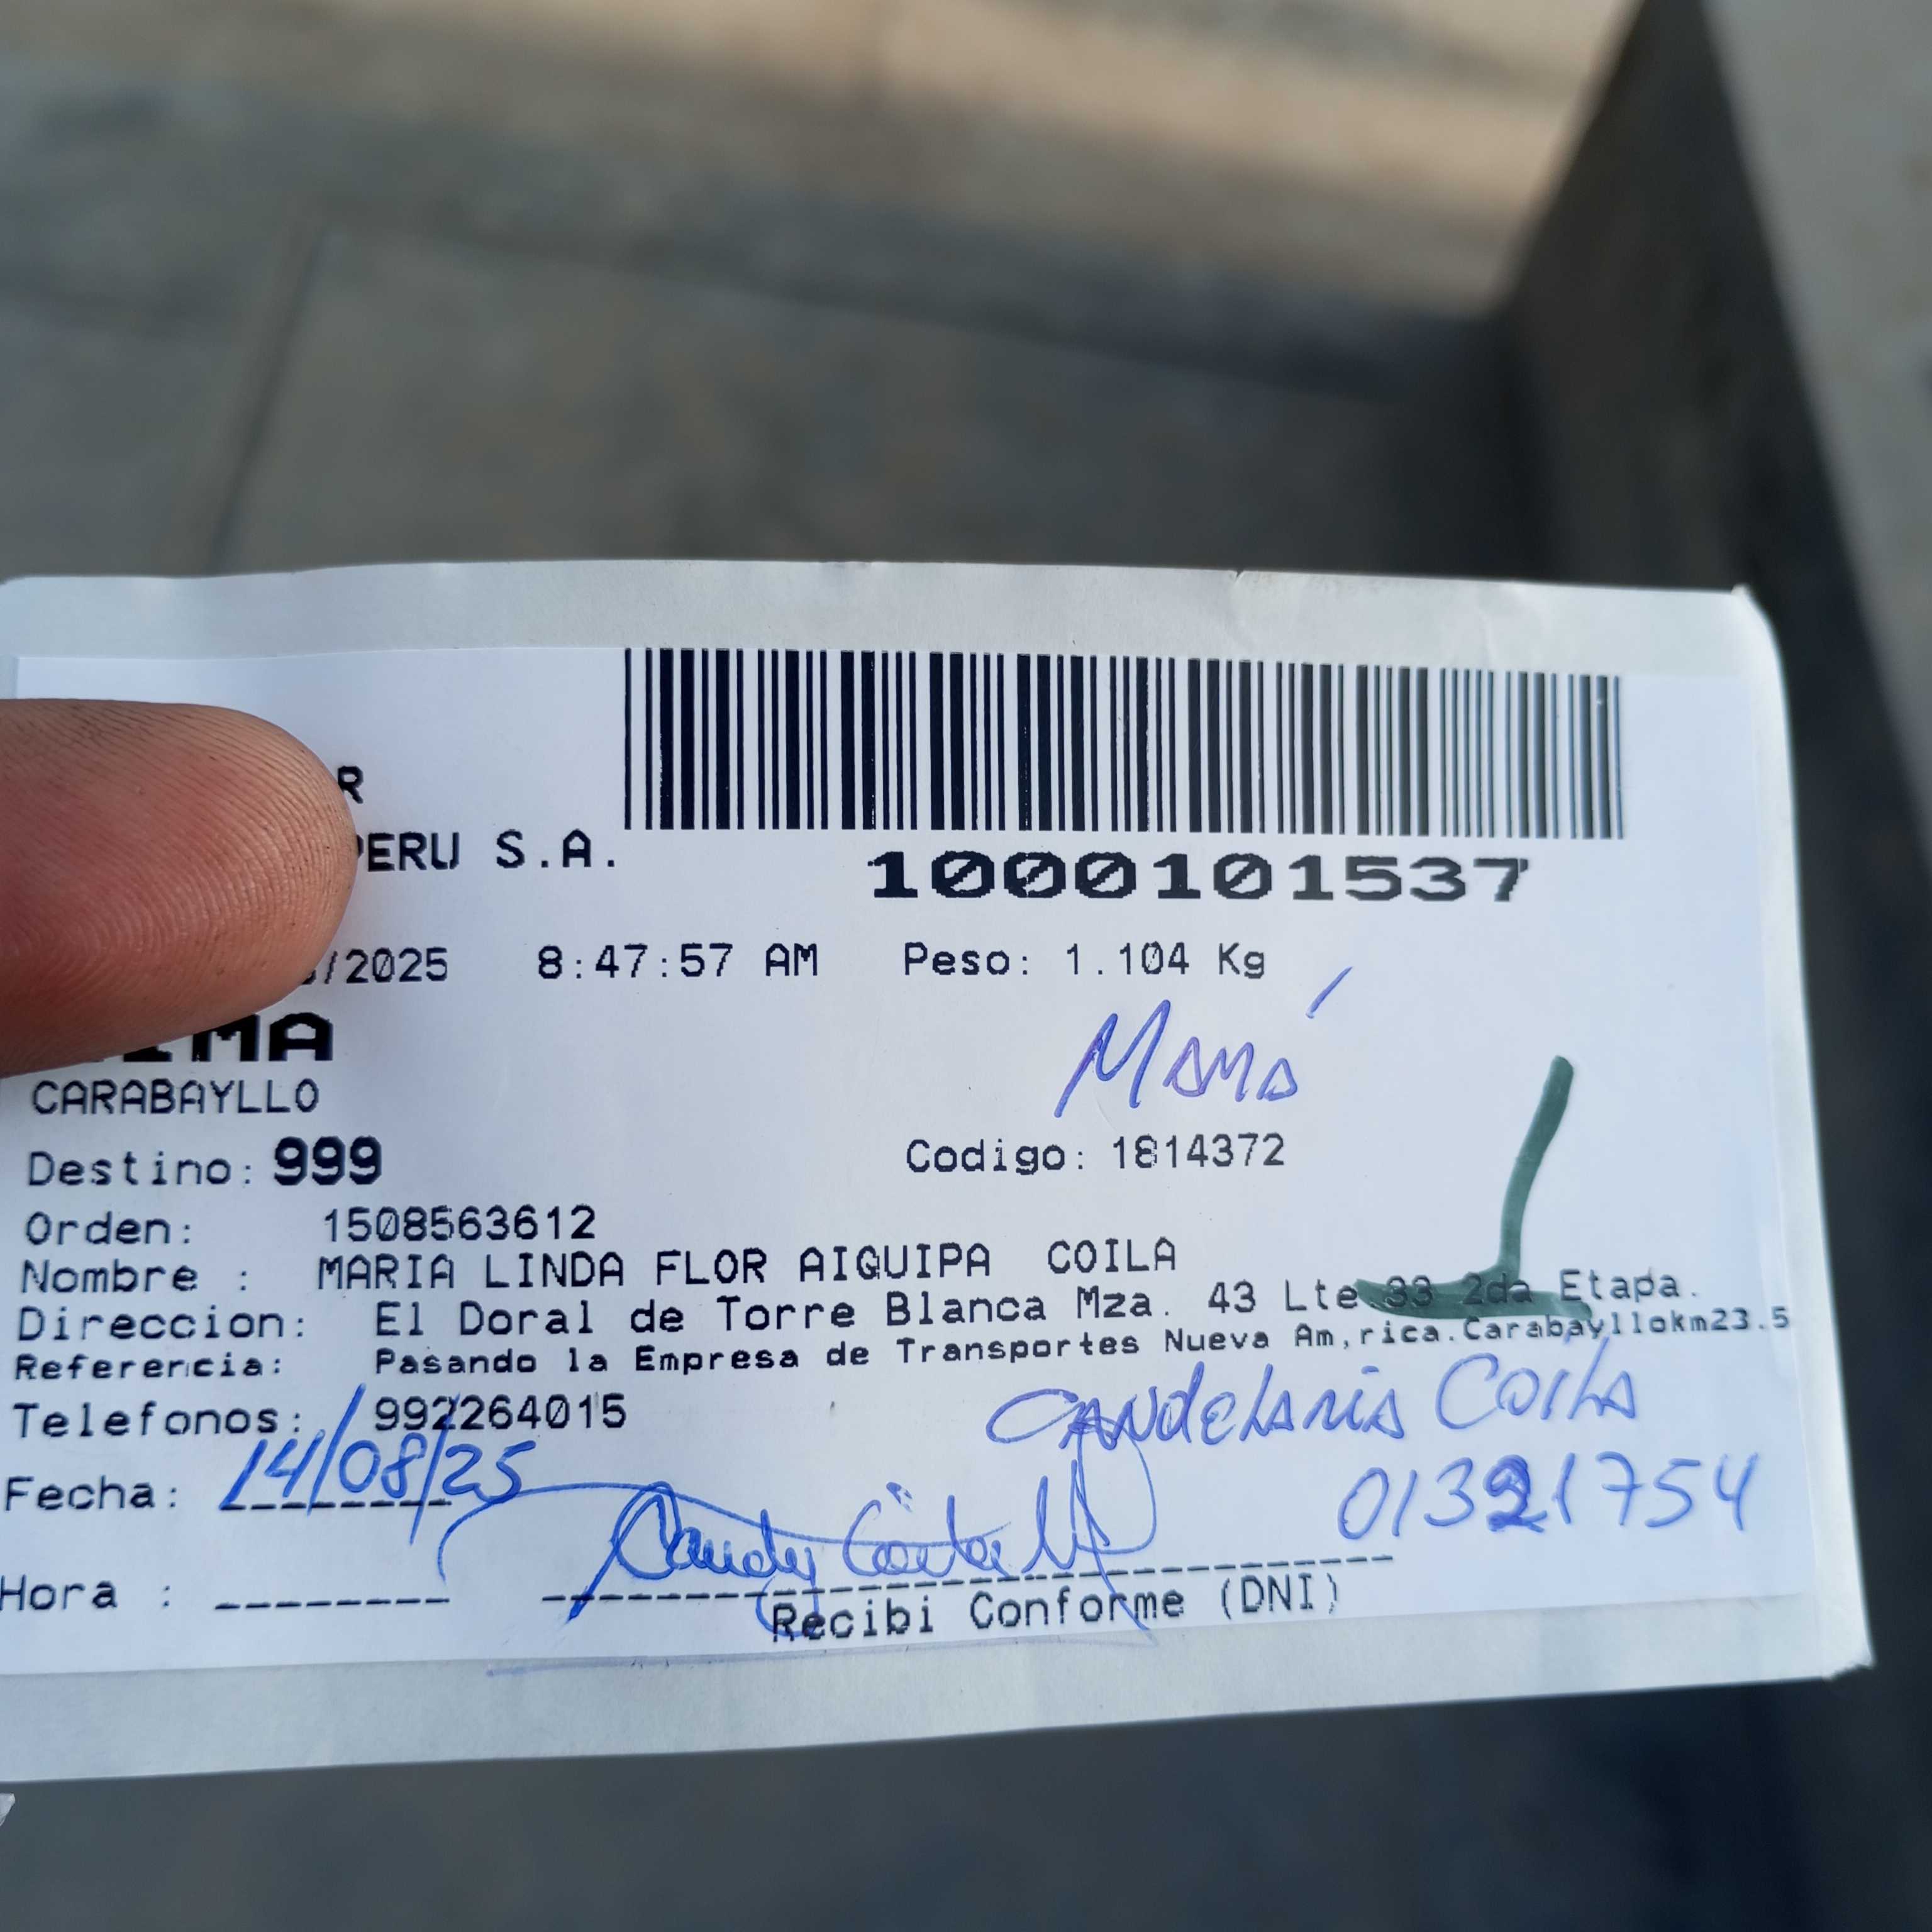 R
PERU S.A.
1000101537
/2025 8:47:57 AM Peso: 1.104 Kg
LIMA
Mamá
CARABAYLLO
Destino: 999 Codigo: 1814372
Orden: 1508563612
Nombre : MARIA LINDA FLOR AIGUIPA COILA
Direccion: El Doral de Torre Blanca Mza. 43 Lte 33 2da Etapa.
Referencia: Pasando la Empresa de Transportes Nueva Am,rica.Carabayllokm23.5
Telefonos: 992264015
Candelaria Coila
Fecha: 14/08/25
01321754
Hora :
Recibi Conforme (DNI)